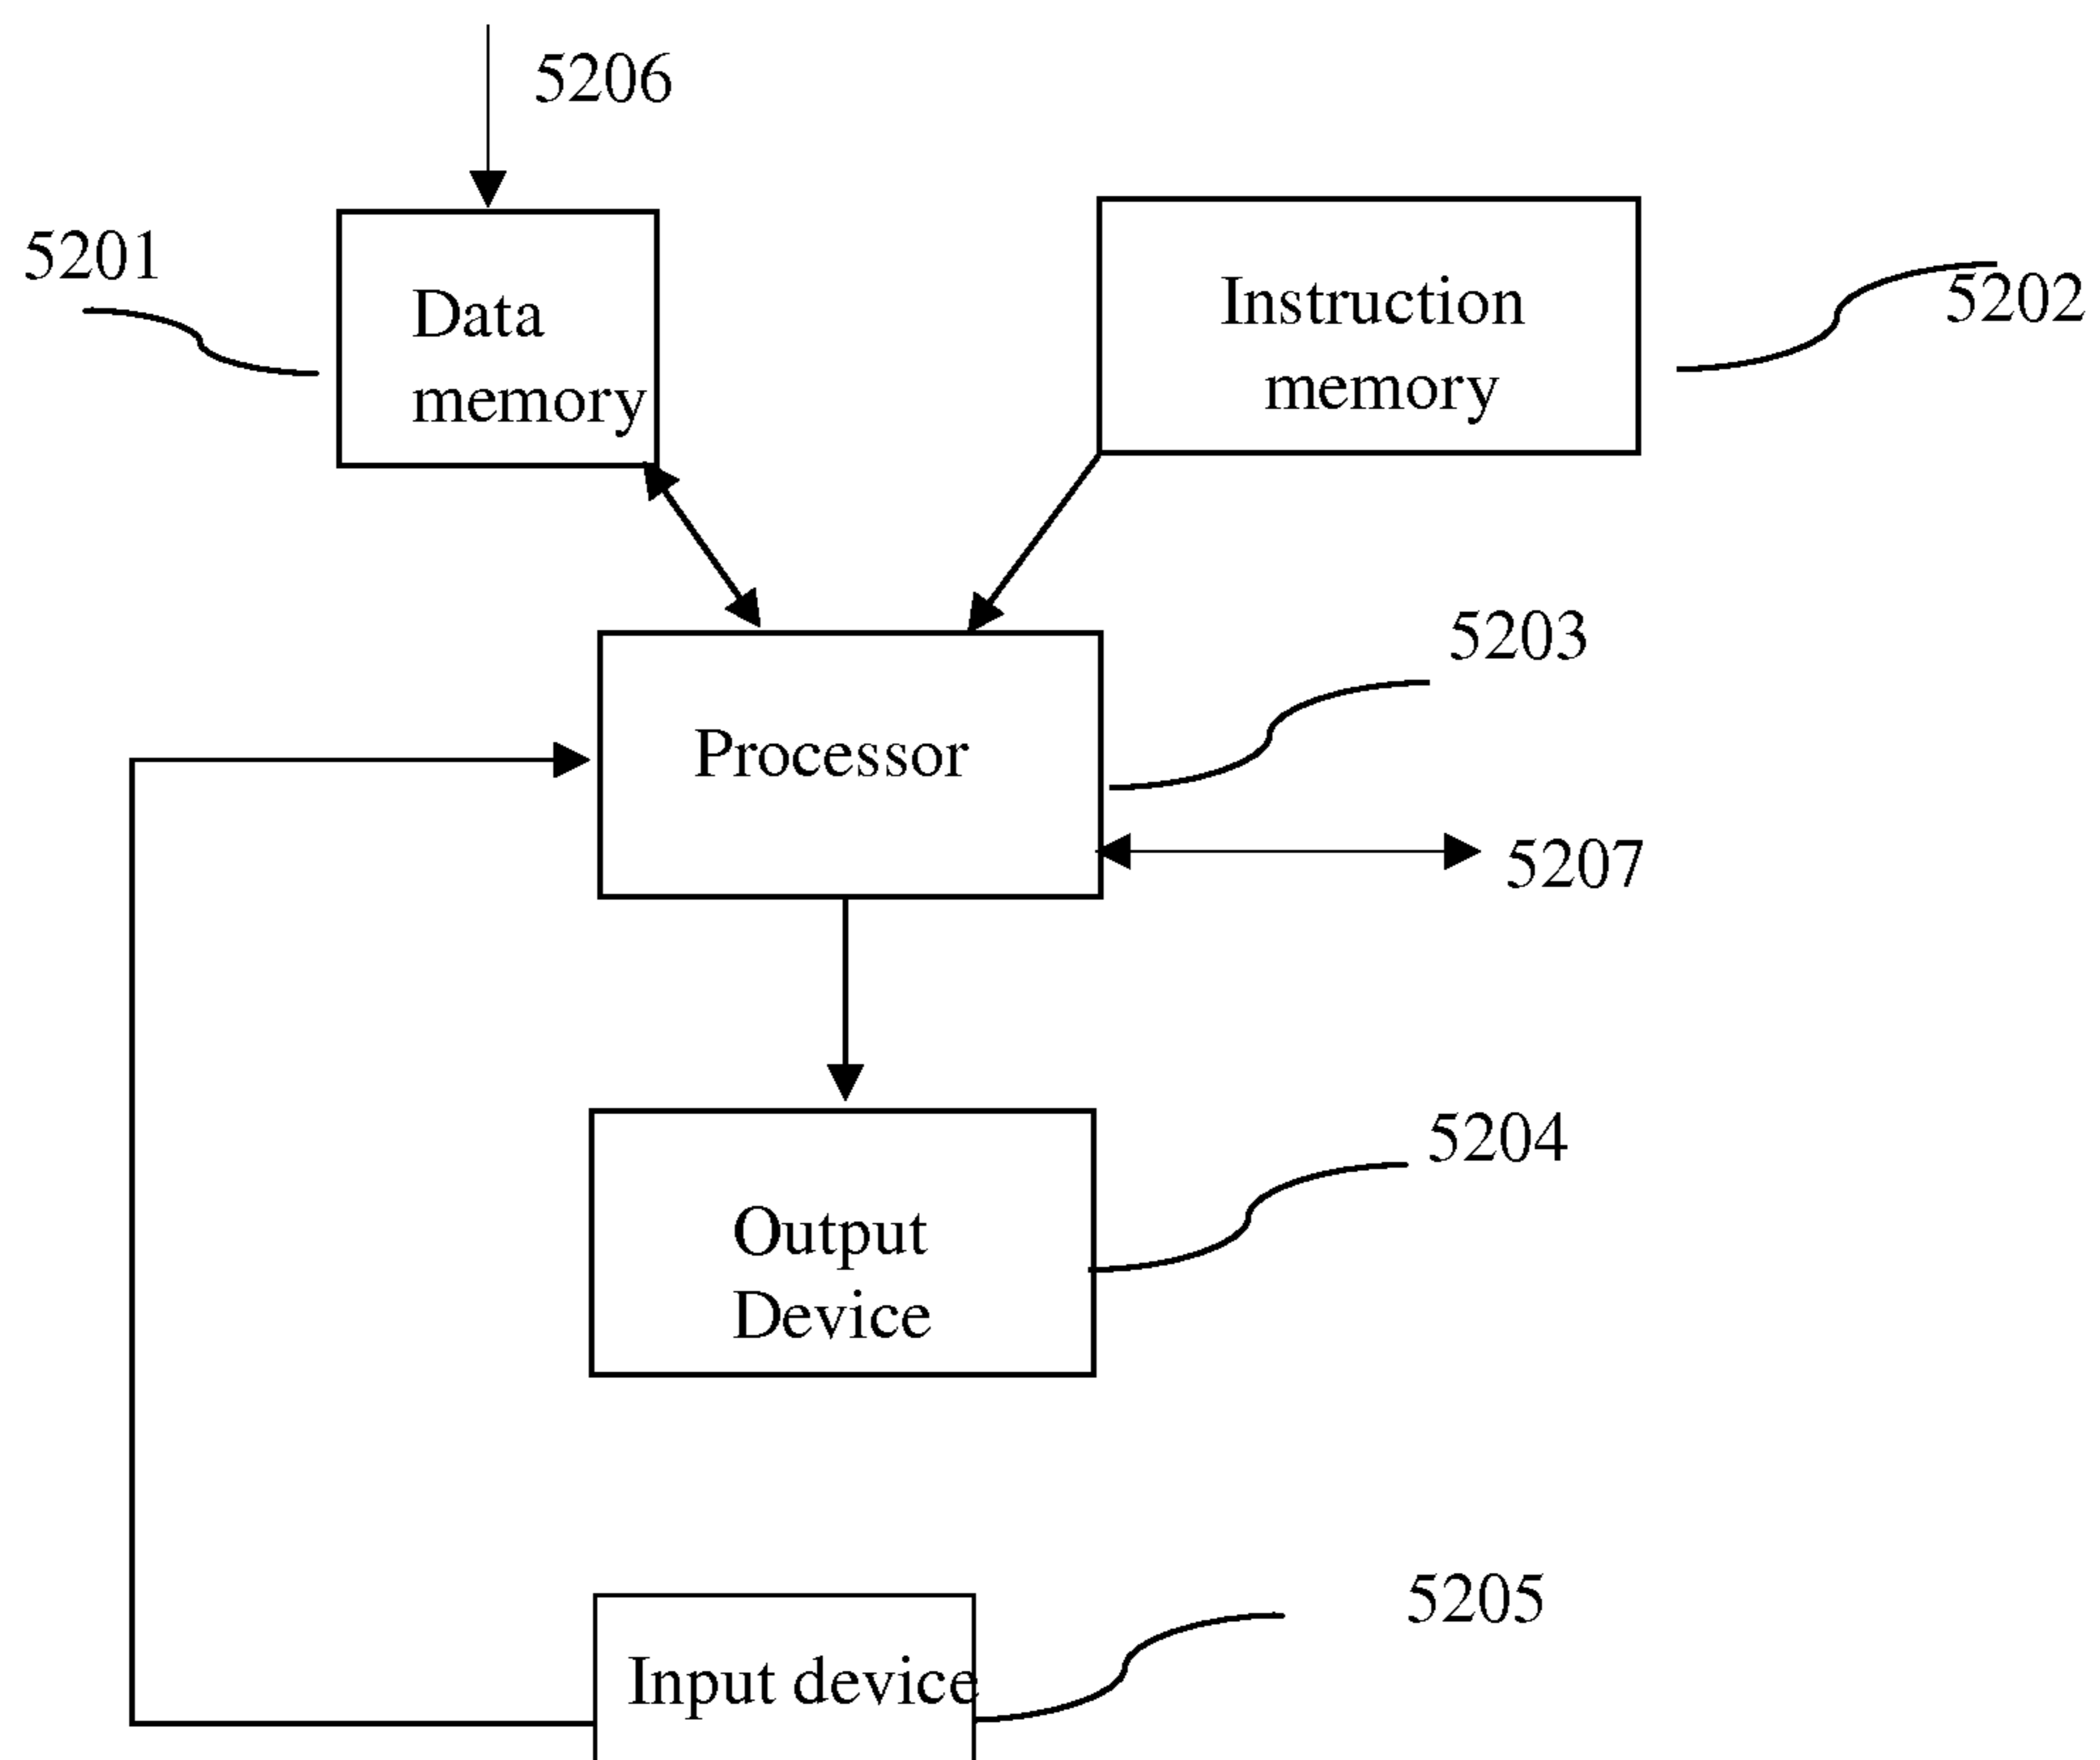 5206
5201
Data
memory
Instruction
memory
5202
5203
Processor
5207
5204
Output
Device
5205
Input device